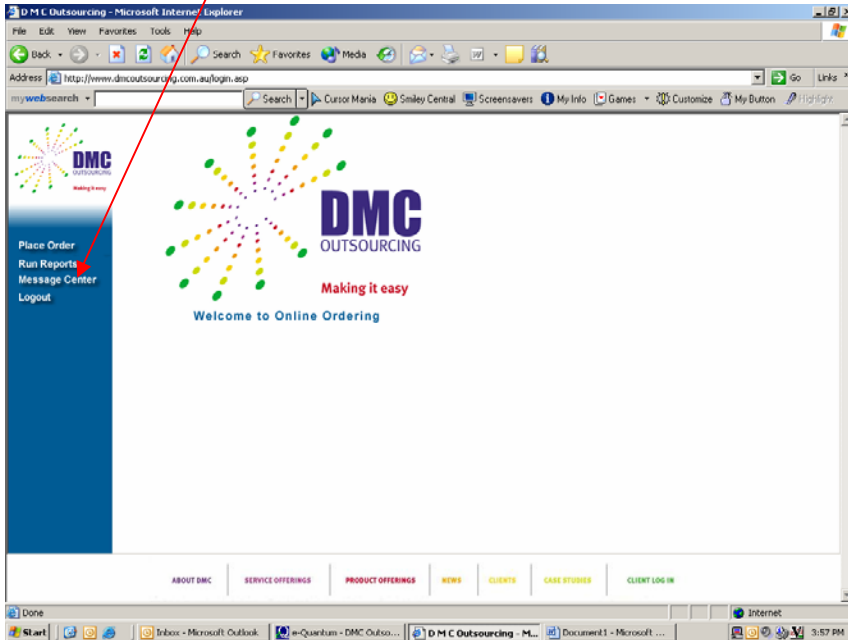 D M C Outsourcing - Microsoft Internet Explorer
File Edit View Favorites Tools Help
Back Search Favorites Media
Address http://www.dmcoutsourcing.com.au/login.asp Go Links
mywebsearch Search Cursor Mania Smiley Central Screensavers My Info Games Customize My Button Highlight
DMC
OUTSOURCING
Making it easy
DMC
OUTSOURCING
Making it easy
Welcome to Online Ordering
Place Order
Run Reports
Message Center
Logout
ABOUT DMC SERVICE OFFERINGS PRODUCT OFFERINGS NEWS CLIENTS CASE STUDIES CLIENT LOG IN
Done Internet
Start Inbox - Microsoft Outlook e-Quantum - DMC Outso... D M C Outsourcing - M... Document1 - Microsoft ... 3:57 PM